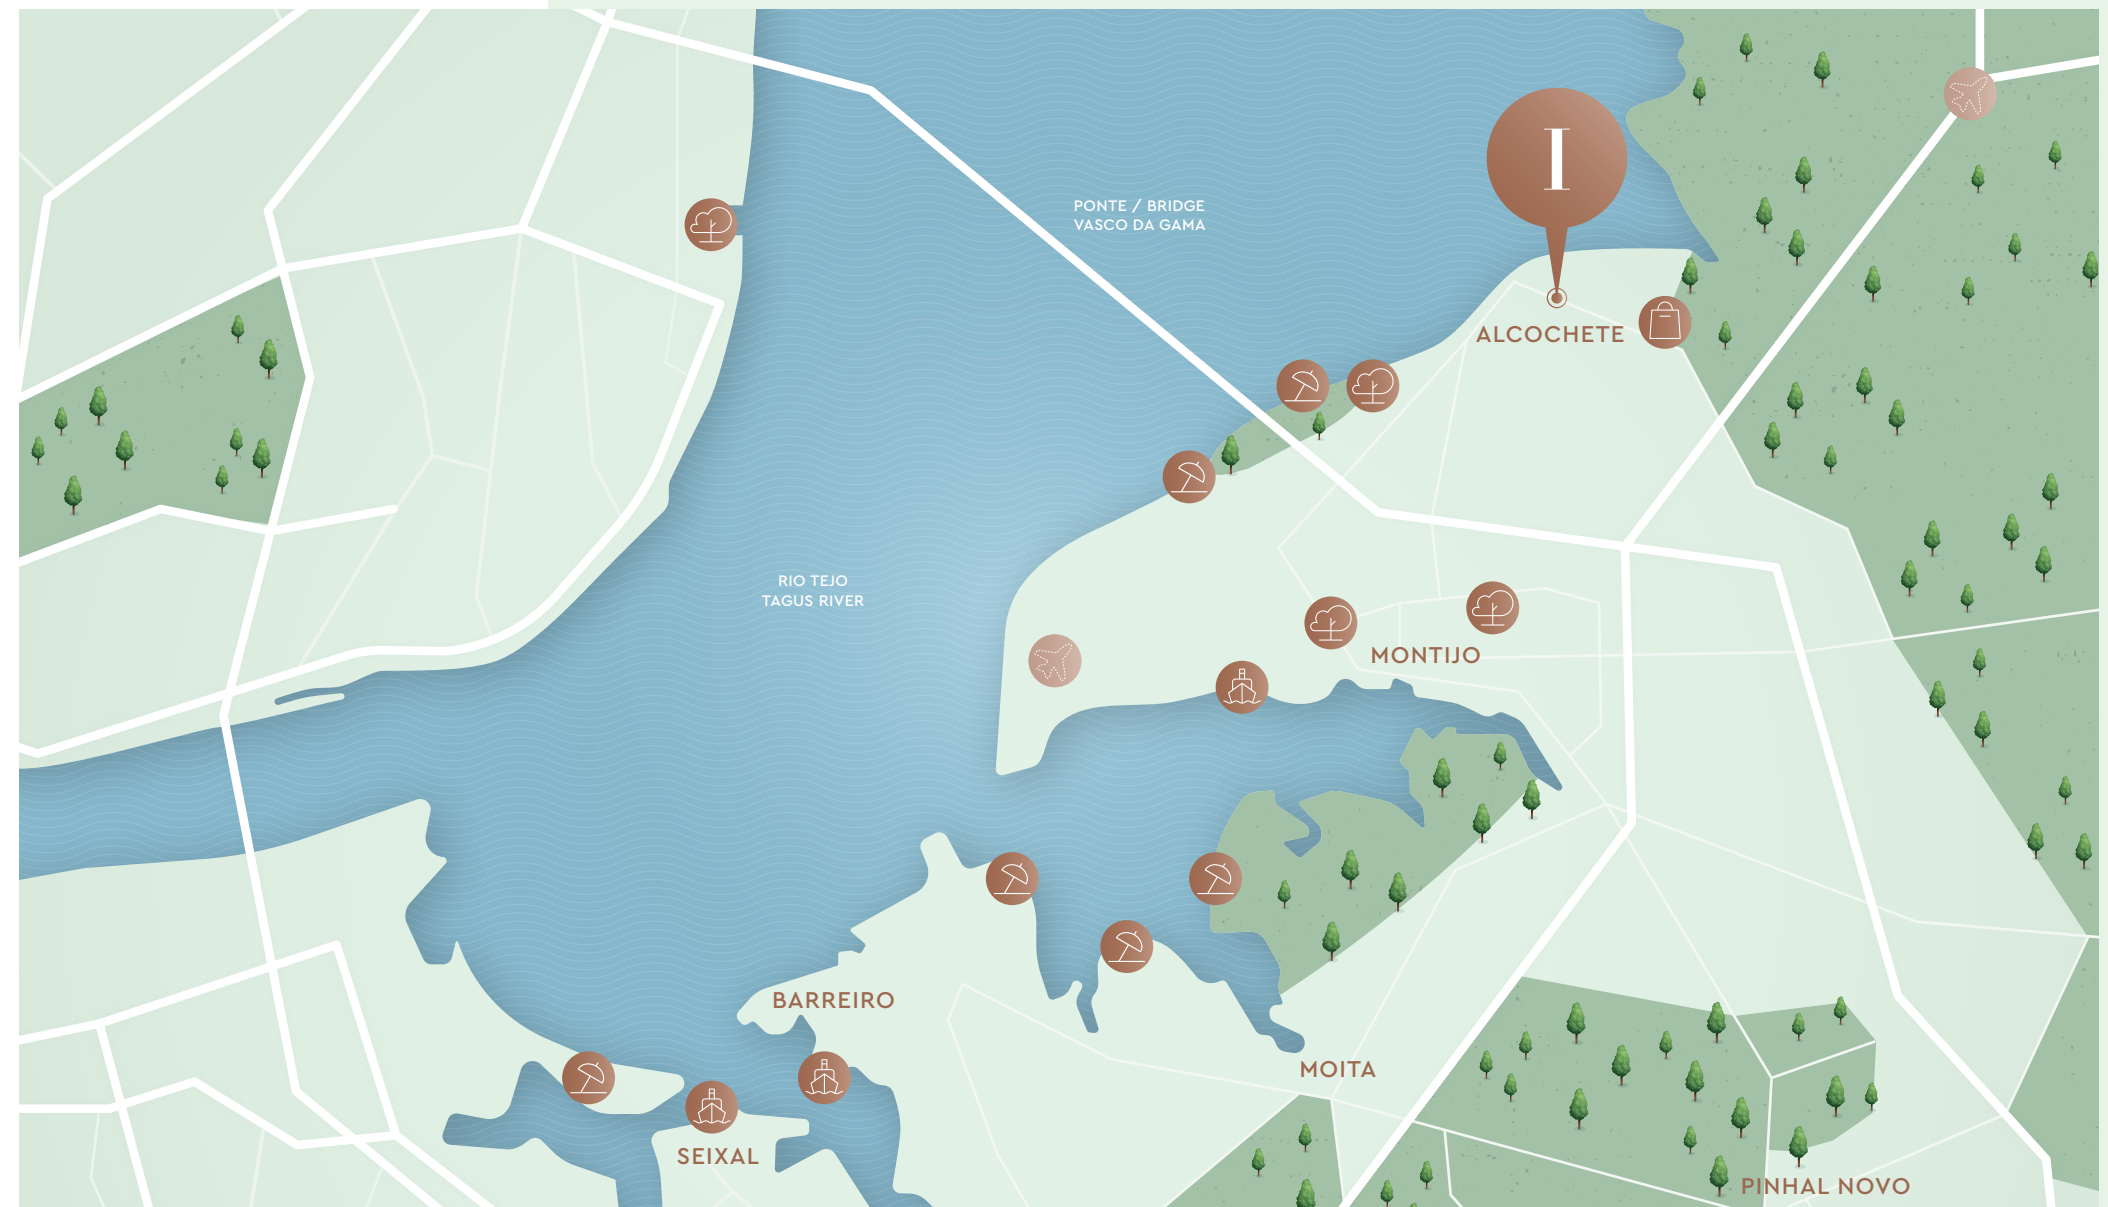 PONTE / BRIDGE
VASCO DA GAMA
I
ALCOCHETE
RIO TEJO
TAGUS RIVER
MONTIJO
BARREIRO
MOITA
SEIXAL
PINHAL NOVO